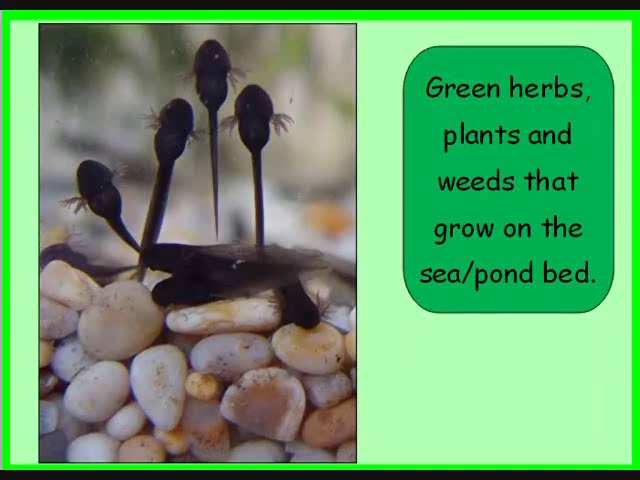 Green herbs,
plants and
weeds that
grow on the
sea/pond bed.